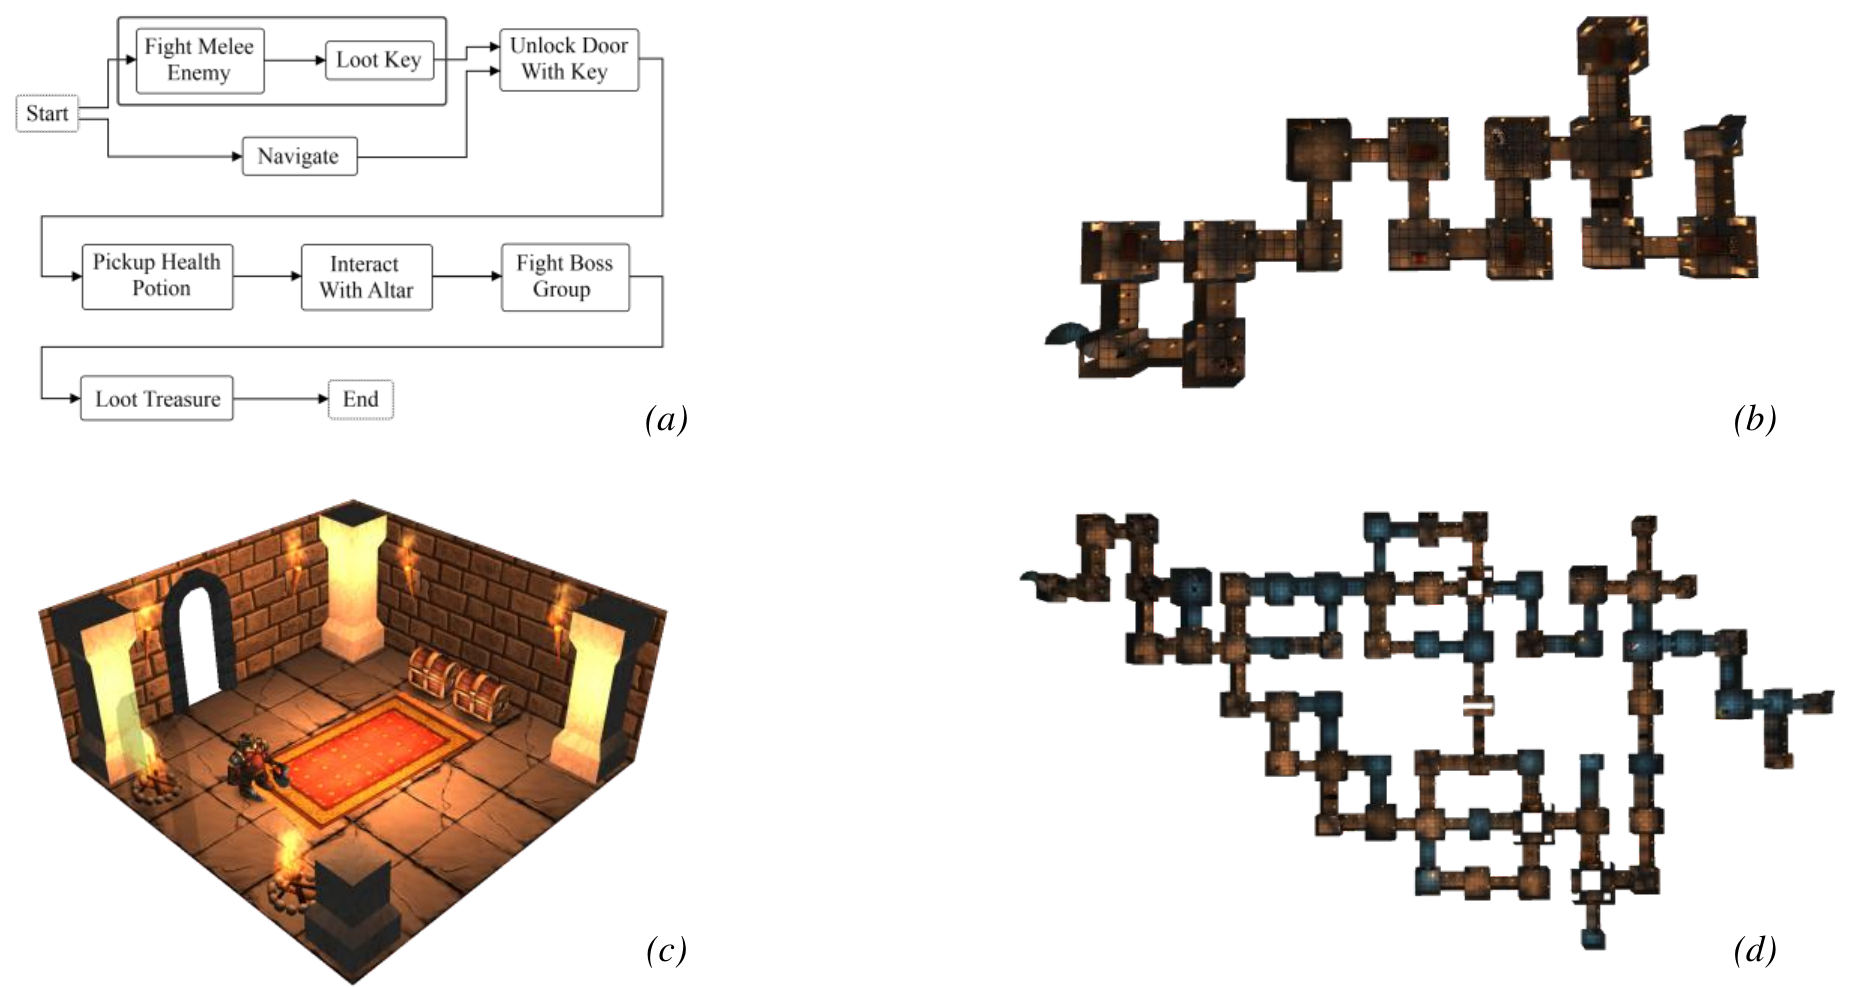 Fight Melee
Enemy
Loot Key
Unlock Door
With Key
Start
Navigate
Pickup Health
Potion
Interact
With Altar
Fight Boss
Group
Loot Treasure
End
(a)
(b)
(c)
(d)